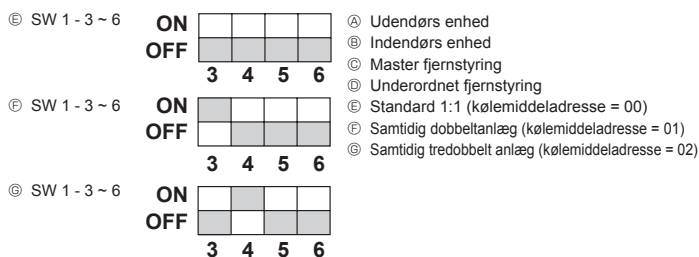 Ⓔ SW 1 - 3 ~ 6
ON
OFF
3 4 5 6
Ⓕ SW 1 - 3 ~ 6
ON
OFF
3 4 5 6
Ⓖ SW 1 - 3 ~ 6
ON
OFF
3 4 5 6
Ⓐ Udendørs enhed
Ⓑ Indendørs enhed
Ⓒ Master fjernstyring
Ⓓ Underordnet fjernstyring
Ⓔ Standard 1:1 (kølemiddeladresse = 00)
Ⓕ Samtidig dobbeltanlæg (kølemiddeladresse = 01)
Ⓖ Samtidig tredobbelt anlæg (kølemiddeladresse = 02)